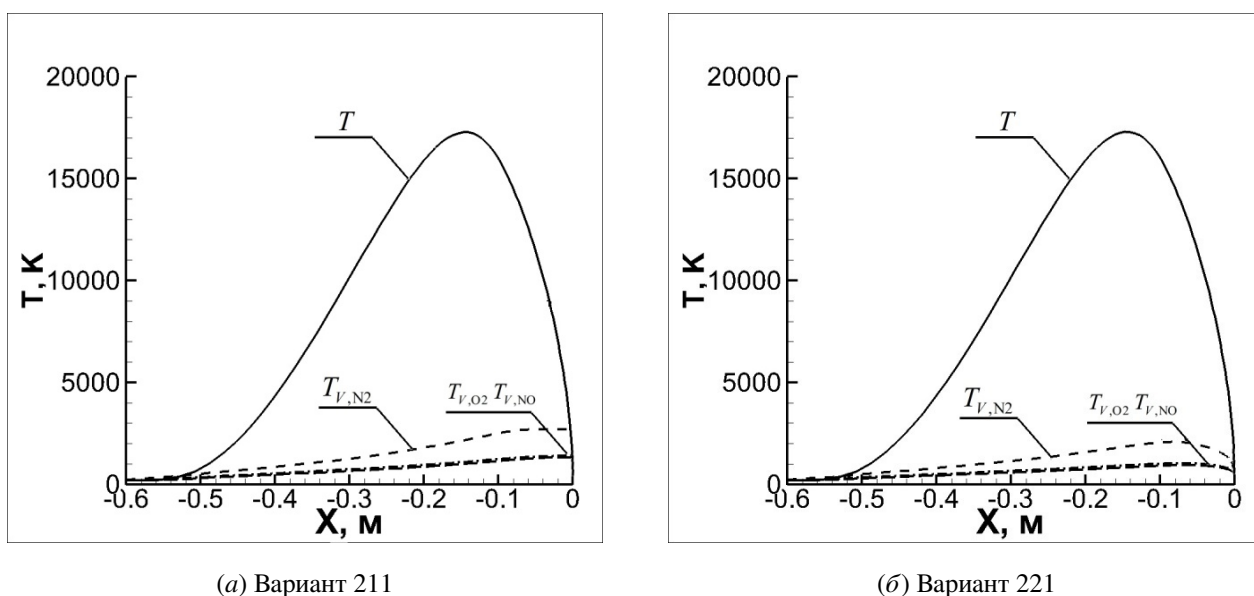 20000
15000
10000
5000
0
T, K
T
T_{V,N2}
T_{V,O2} T_{V,NO}
-0.6 -0.5 -0.4 -0.3 -0.2 -0.1 0
X, м
(а) Вариант 211
20000
15000
10000
5000
0
T, K
T
T_{V,N2}
T_{V,O2} T_{V,NO}
-0.6 -0.5 -0.4 -0.3 -0.2 -0.1 0
X, м
(б) Вариант 221